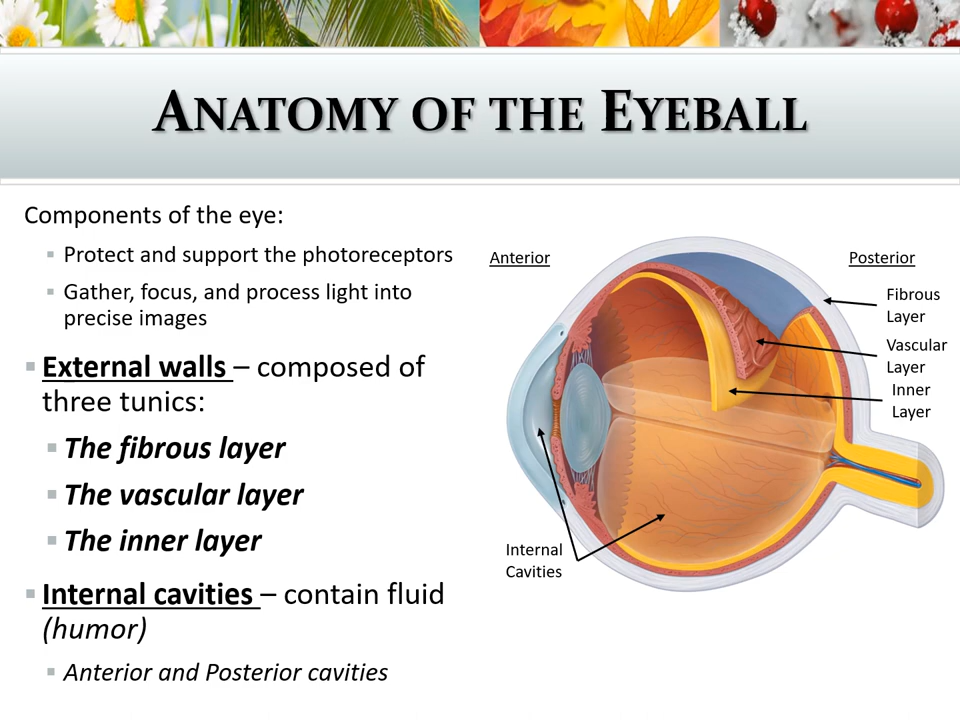 ANATOMY OF THE EYEBALL
Components of the eye:
▪ Protect and support the photoreceptors
▪ Gather, focus, and process light into
precise images
▪ External walls – composed of
three tunics:
▪ The fibrous layer
▪ The vascular layer
▪ The inner layer
▪ Internal cavities – contain fluid
(humor)
▪ Anterior and Posterior cavities
Anterior
Posterior
Fibrous
Layer
Vascular
Layer
Inner
Layer
Internal
Cavities